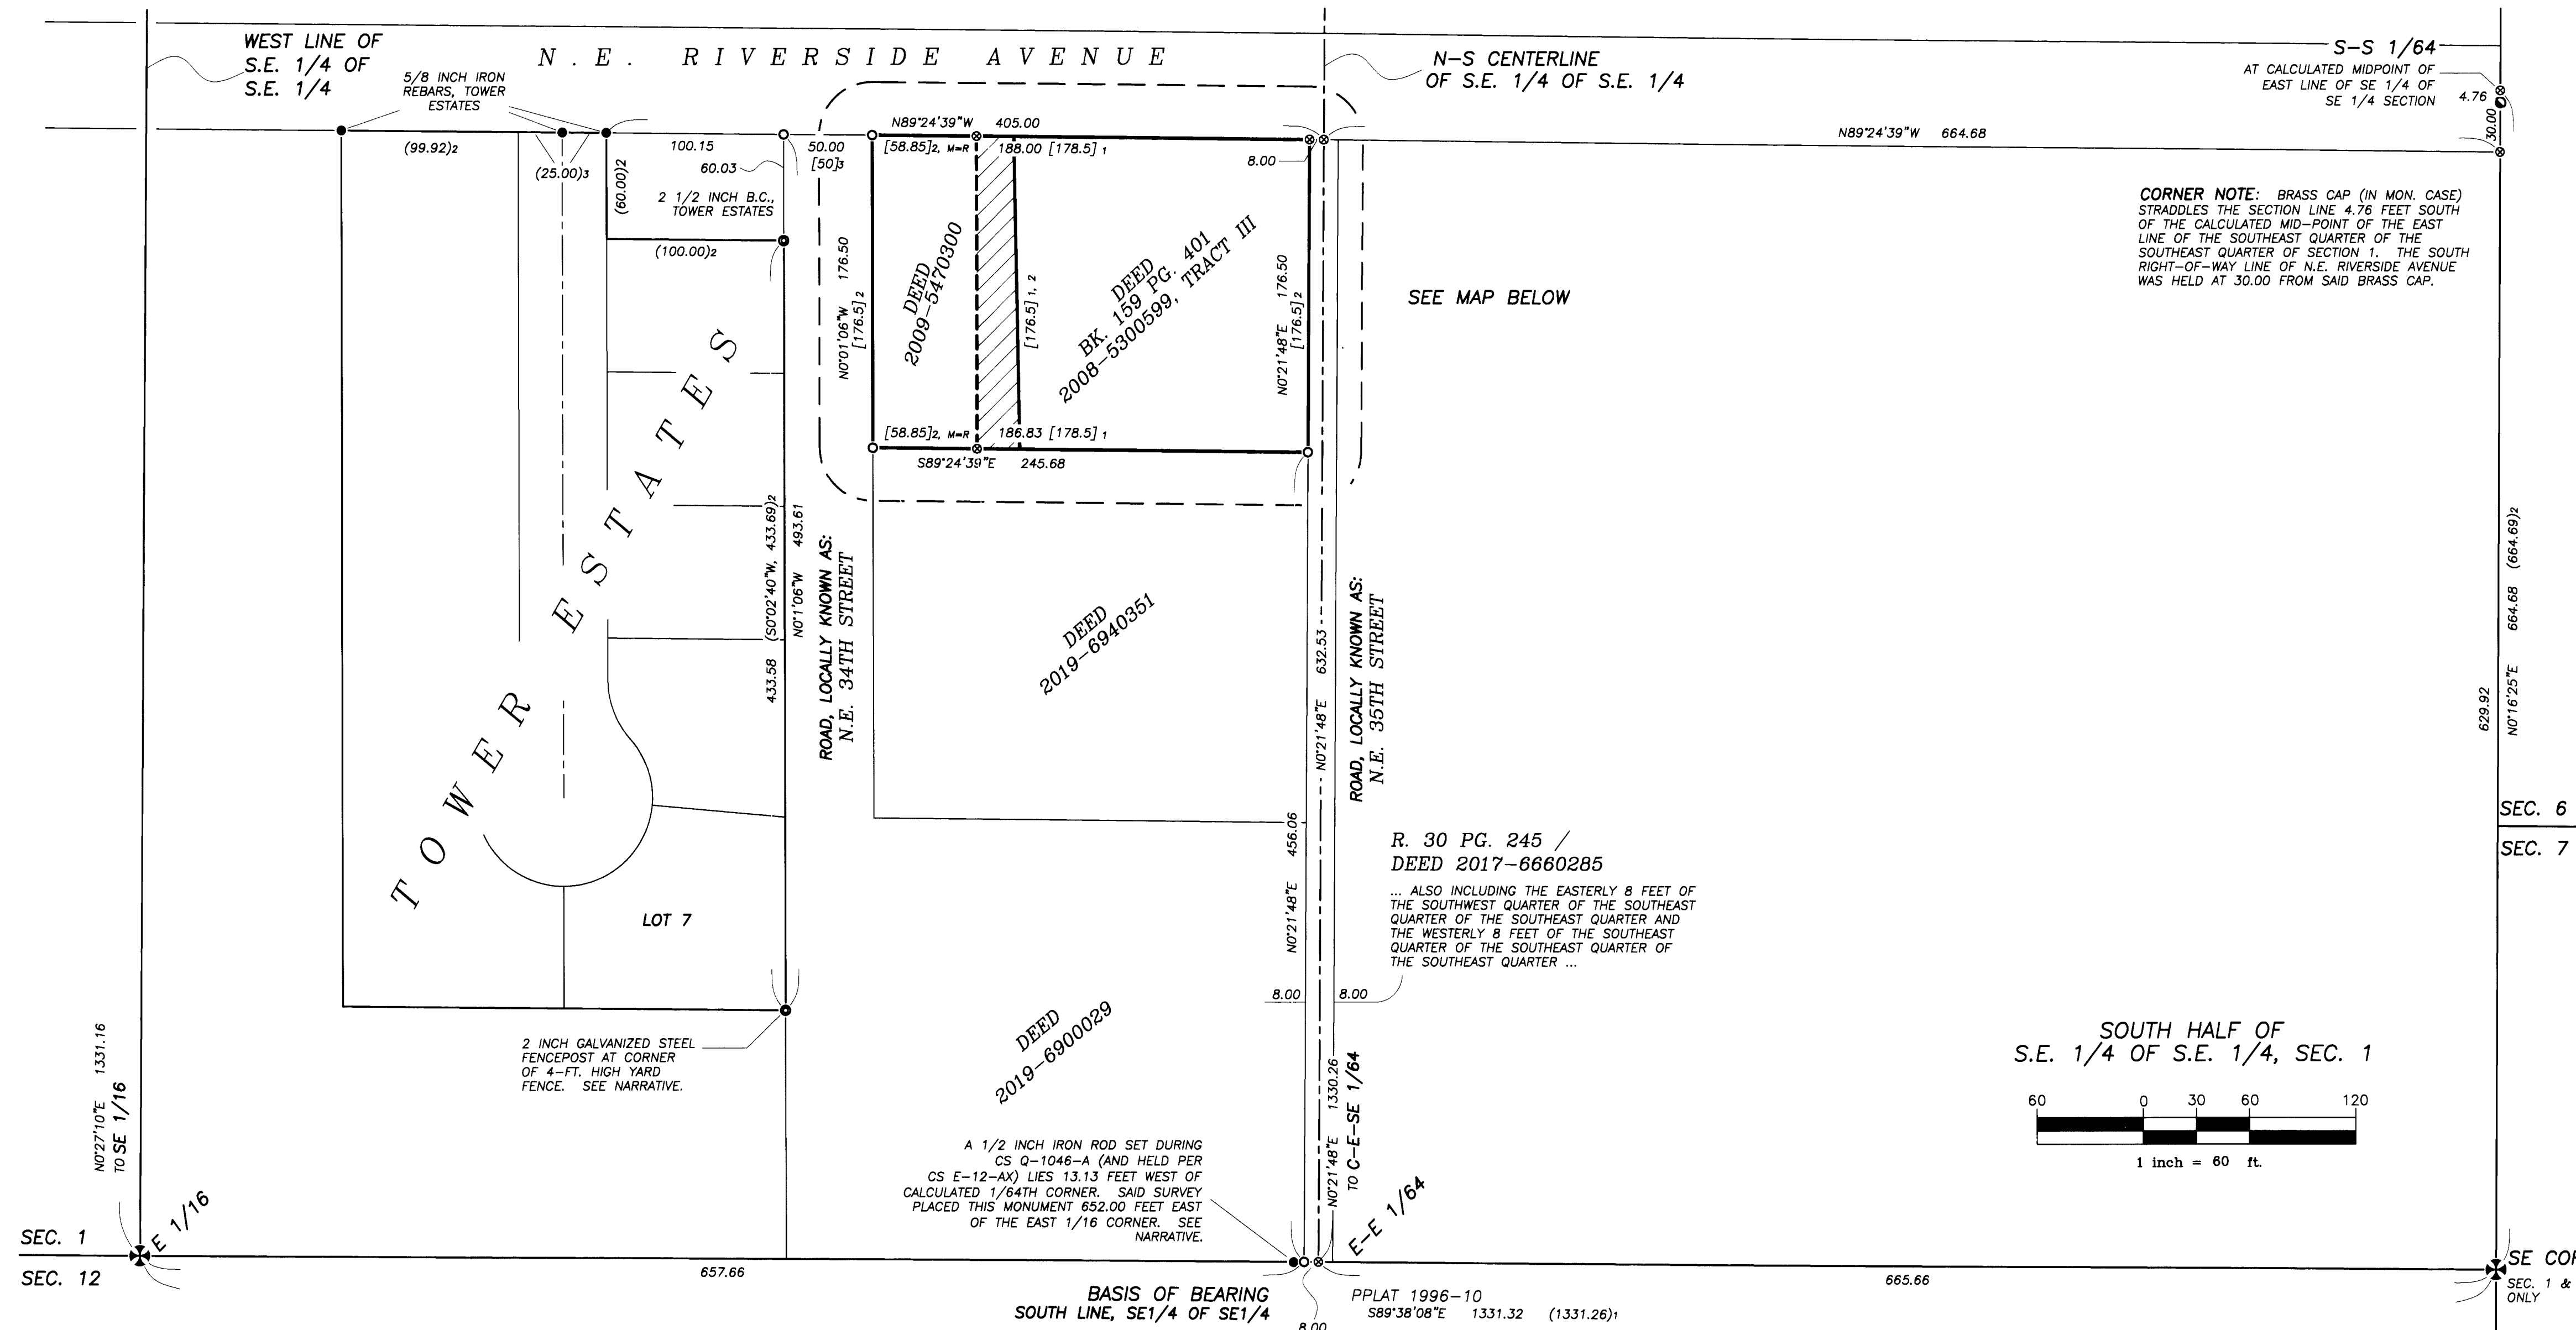 WEST LINE OF
S.E. 1/4 OF
S.E. 1/4
N.E. RIVERSIDE AVENUE
N-S CENTERLINE
OF S.E. 1/4 OF S.E. 1/4
S-S 1/64
AT CALCULATED MIDPOINT OF
EAST LINE OF SE 1/4 OF
SE 1/4 SECTION
4.76
30.00
5/8 INCH IRON
REBARS, TOWER
ESTATES
(99.92)2
(25.00)3
(60.00)2
100.15
60.03
2 1/2 INCH B.C.,
TOWER ESTATES
(100.00)2
50.00
[50]3
N89°24'39"W 405.00
[58.85]2, M=R
188.00 [178.5] 1
8.00
N89°24'39"W 664.68
CORNER NOTE: BRASS CAP (IN MON. CASE)
STRADDLES THE SECTION LINE 4.76 FEET SOUTH
OF THE CALCULATED MID-POINT OF THE EAST
LINE OF THE SOUTHEAST QUARTER OF THE
SOUTHEAST QUARTER OF SECTION 1. THE SOUTH
RIGHT-OF-WAY LINE OF N.E. RIVERSIDE AVENUE
WAS HELD AT 30.00 FROM SAID BRASS CAP.
N0°01'06"W 176.50
[176.5] 2
DEED
2009-5470300
[176.5] 1, 2
DEED
BK. 159 PG. 401
2008-5300599, TRACT III
N0°21'48"E 176.50
[176.5] 2
SEE MAP BELOW
[58.85]2, M=R
186.83 [178.5] 1
S89°24'39"E 245.68
TOWER ESTATES
433.58 (S0°02'40"W, 433.69)2
N0°1'06"W 493.61
ROAD, LOCALLY KNOWN AS:
N.E. 34TH STREET
DEED
2019-6940351
N0°21'48"E 632.53
ROAD, LOCALLY KNOWN AS:
N.E. 35TH STREET
629.92
N0°16'25"E 664.68 (664.69)2
SEC. 6
SEC. 7
N0°21'48"E 456.06
R. 30 PG. 245 /
DEED 2017-6660285
... ALSO INCLUDING THE EASTERLY 8 FEET OF
THE SOUTHWEST QUARTER OF THE SOUTHEAST
QUARTER OF THE SOUTHEAST QUARTER AND
THE WESTERLY 8 FEET OF THE SOUTHEAST
QUARTER OF THE SOUTHEAST QUARTER OF
THE SOUTHEAST QUARTER ...
LOT 7
8.00
8.00
2 INCH GALVANIZED STEEL
FENCEPOST AT CORNER
OF 4-FT. HIGH YARD
FENCE. SEE NARRATIVE.
DEED
2019-6900029
SOUTH HALF OF
S.E. 1/4 OF S.E. 1/4, SEC. 1
60 0 30 60 120
1 inch = 60 ft.
N0°27'10"E 1331.16
TO SE 1/16
A 1/2 INCH IRON ROD SET DURING
CS Q-1046-A (AND HELD PER
CS E-12-AX) LIES 13.13 FEET WEST OF
CALCULATED 1/64TH CORNER. SAID SURVEY
PLACED THIS MONUMENT 652.00 FEET EAST
OF THE EAST 1/16 CORNER. SEE
NARRATIVE.
N0°21'48"E 1330.26
TO C-E-SE 1/64
E 1/16
E-E 1/64
SEC. 1
SEC. 12
657.66
665.66
SE COR
SEC. 1 &
ONLY
BASIS OF BEARING
SOUTH LINE, SE1/4 OF SE1/4
8.00
PPLAT 1996-10
S89°38'08"E 1331.32 (1331.26)1